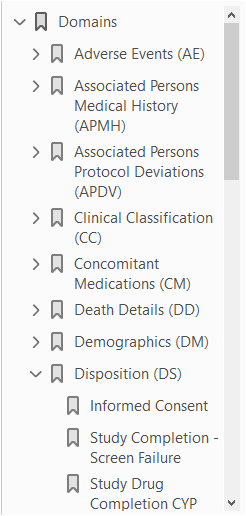 Domains
Adverse Events (AE)
Associated Persons
Medical History
(APMH)
Associated Persons
Protocol Deviations
(APDV)
Clinical Classification
(CC)
Concomitant
Medications (CM)
Death Details (DD)
Demographics (DM)
Disposition (DS)
Informed Consent
Study Completion -
Screen Failure
Study Drug
Completion CYP